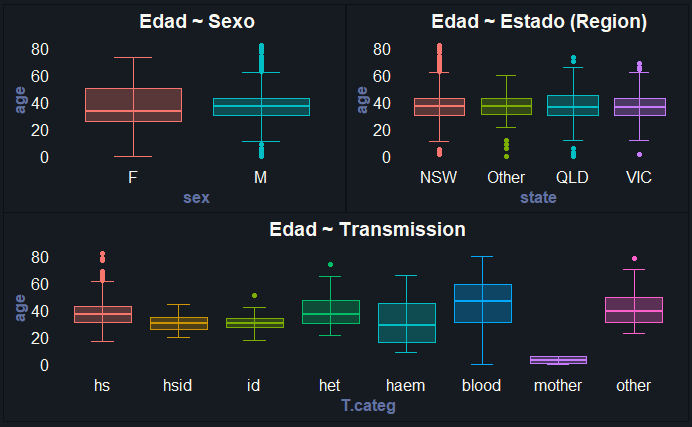 Edad ~ Sexo
80
60
40
20
0
age
F M
sex
Edad ~ Estado (Region)
80
60
40
20
0
age
NSW Other QLD VIC
state
Edad ~ Transmission
80
60
40
20
0
age
hs hsid id het haem blood mother other
T.categ